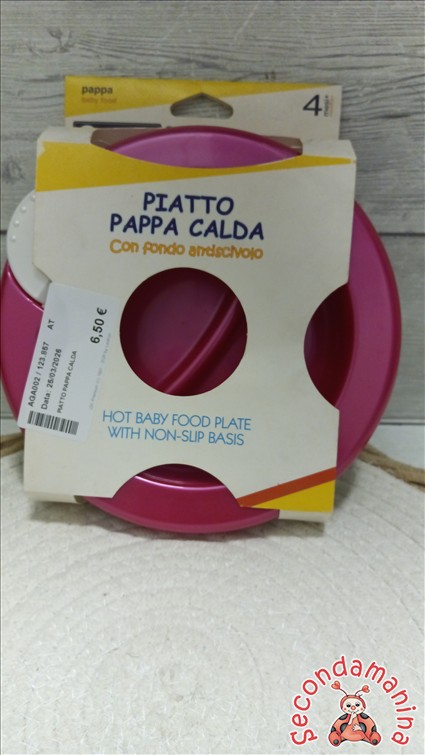 pappa
baby food
4
PIATTO
PAPPA CALDA
Con fondo antiscivolo
AGA002 / 123.857 AT
Data: 25/03/2026
6,50 €
PIATTO PAPPA CALDA
HOT BABY FOOD PLATE
WITH NON-SLIP BASIS
Secondamanina